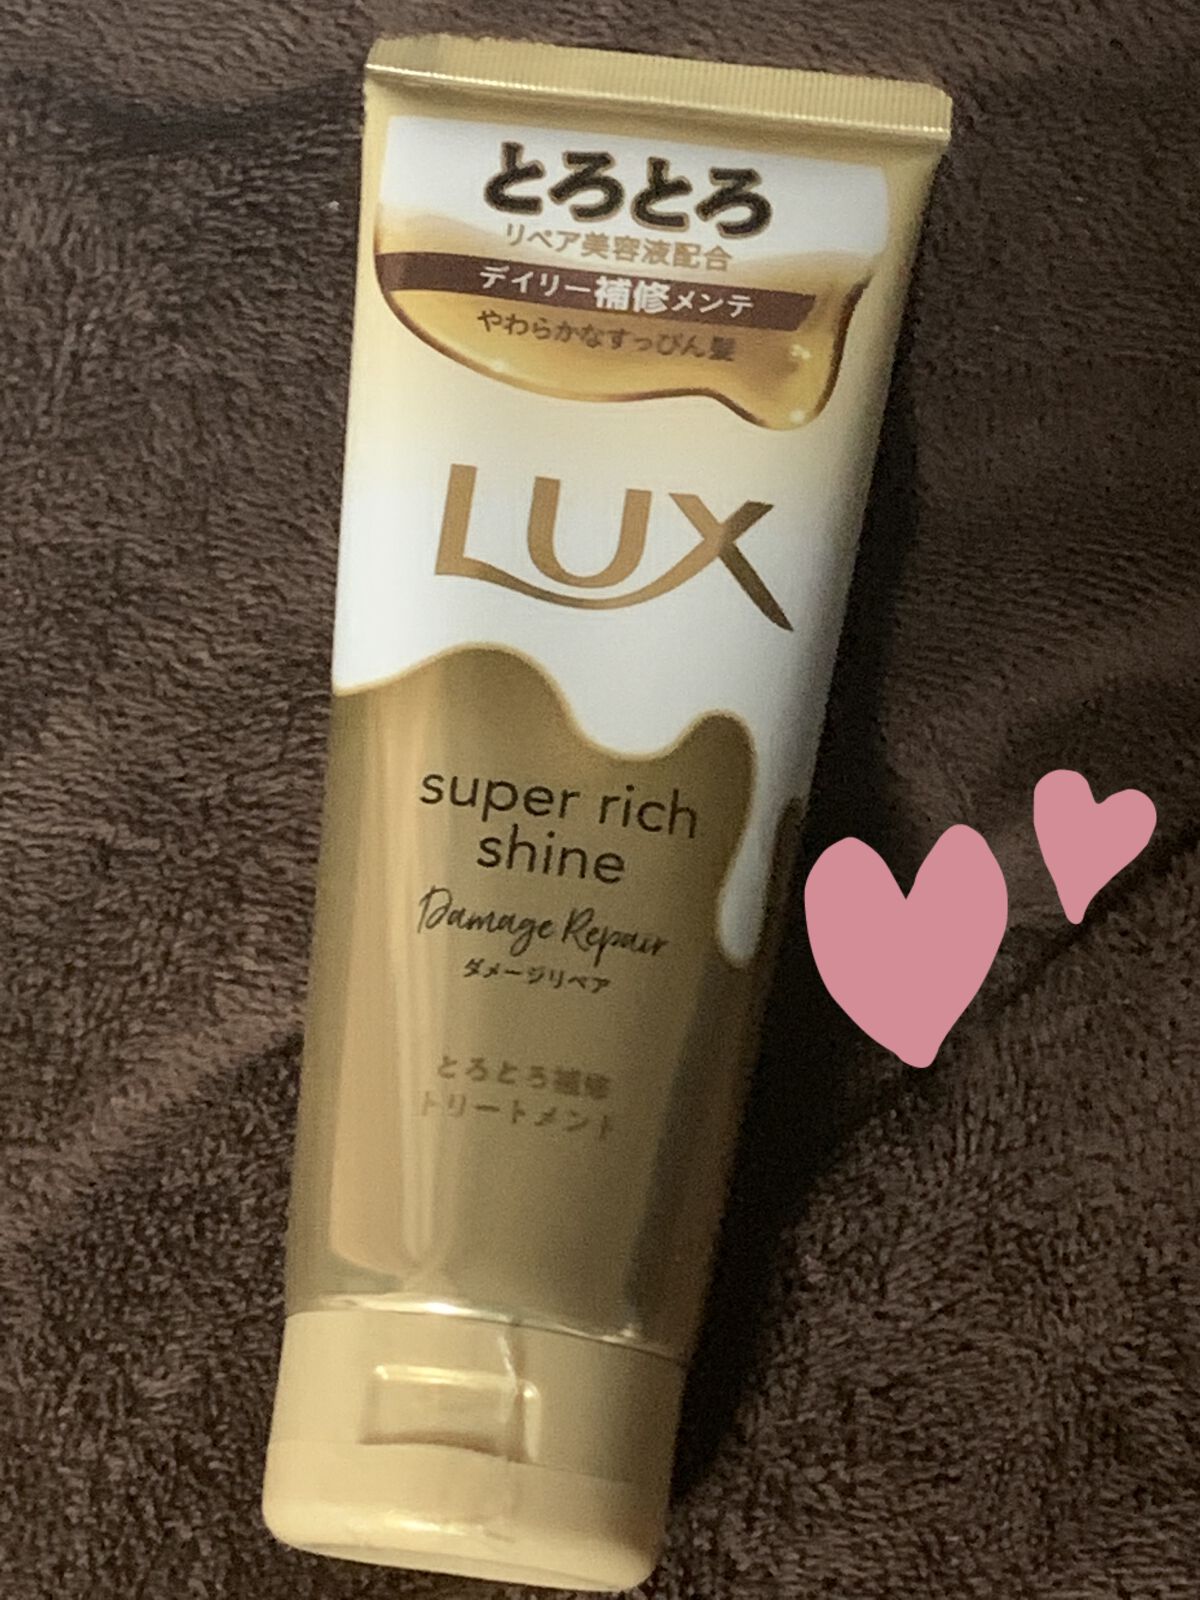 とろとろ
リペア美容液配合
デイリー補修メンテ
やわらかなすっぴん髪
LUX
super rich
shine
Damage Repair
ダメージリペア
とろとろ補修
トリートメント